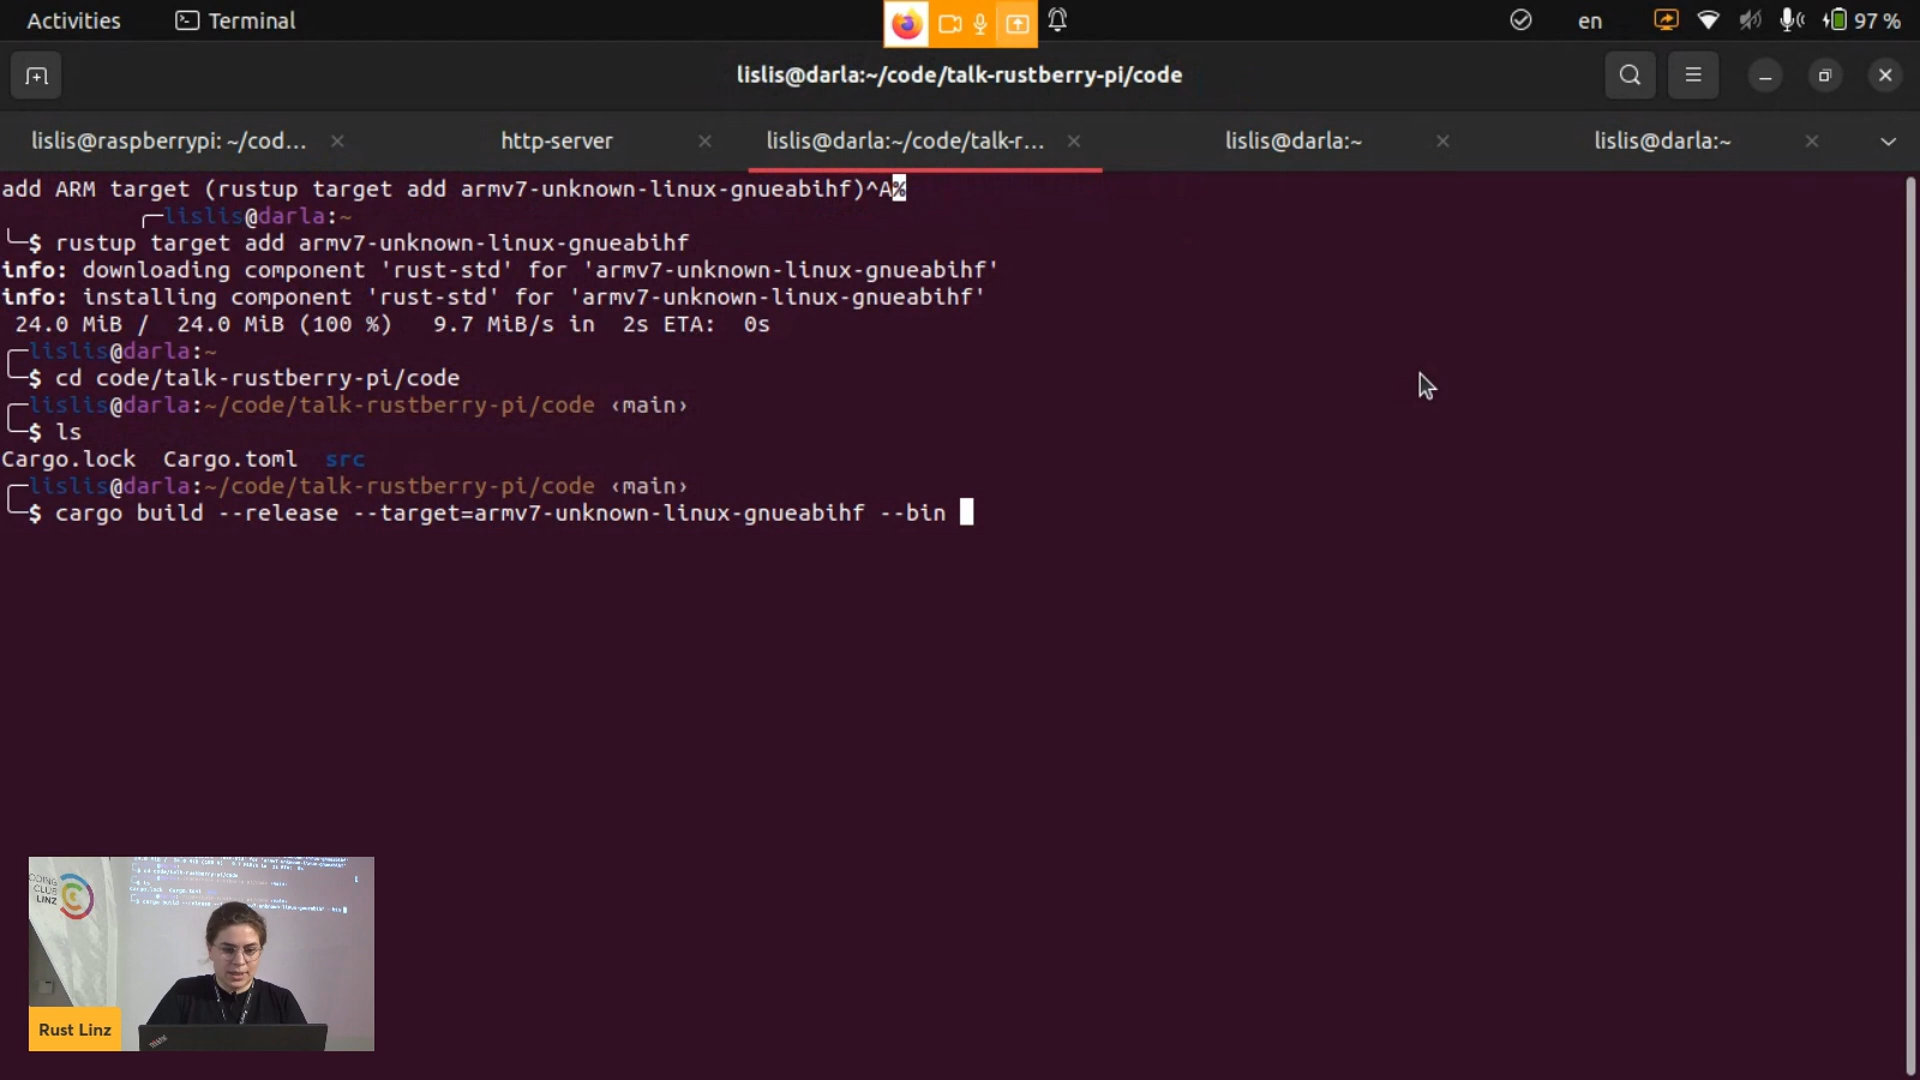 Activities Terminal en 97 %
lislis@darla:~/code/talk-rustberry-pi/code
lislis@raspberrypi: ~/cod... http-server lislis@darla:~/code/talk-r... lislis@darla:~ lislis@darla:~
add ARM target (rustup target add armv7-unknown-linux-gnueabihf)^A%
lislis@darla:~
$ rustup target add armv7-unknown-linux-gnueabihf
info: downloading component 'rust-std' for 'armv7-unknown-linux-gnueabihf'
info: installing component 'rust-std' for 'armv7-unknown-linux-gnueabihf'
24.0 MiB / 24.0 MiB (100 %) 9.7 MiB/s in 2s ETA: 0s
lislis@darla:~
$ cd code/talk-rustberry-pi/code
lislis@darla:~/code/talk-rustberry-pi/code ‹main›
$ ls
Cargo.lock Cargo.toml src
lislis@darla:~/code/talk-rustberry-pi/code ‹main›
$ cargo build --release --target=armv7-unknown-linux-gnueabihf --bin
CLUB
LINZ
Rust Linz